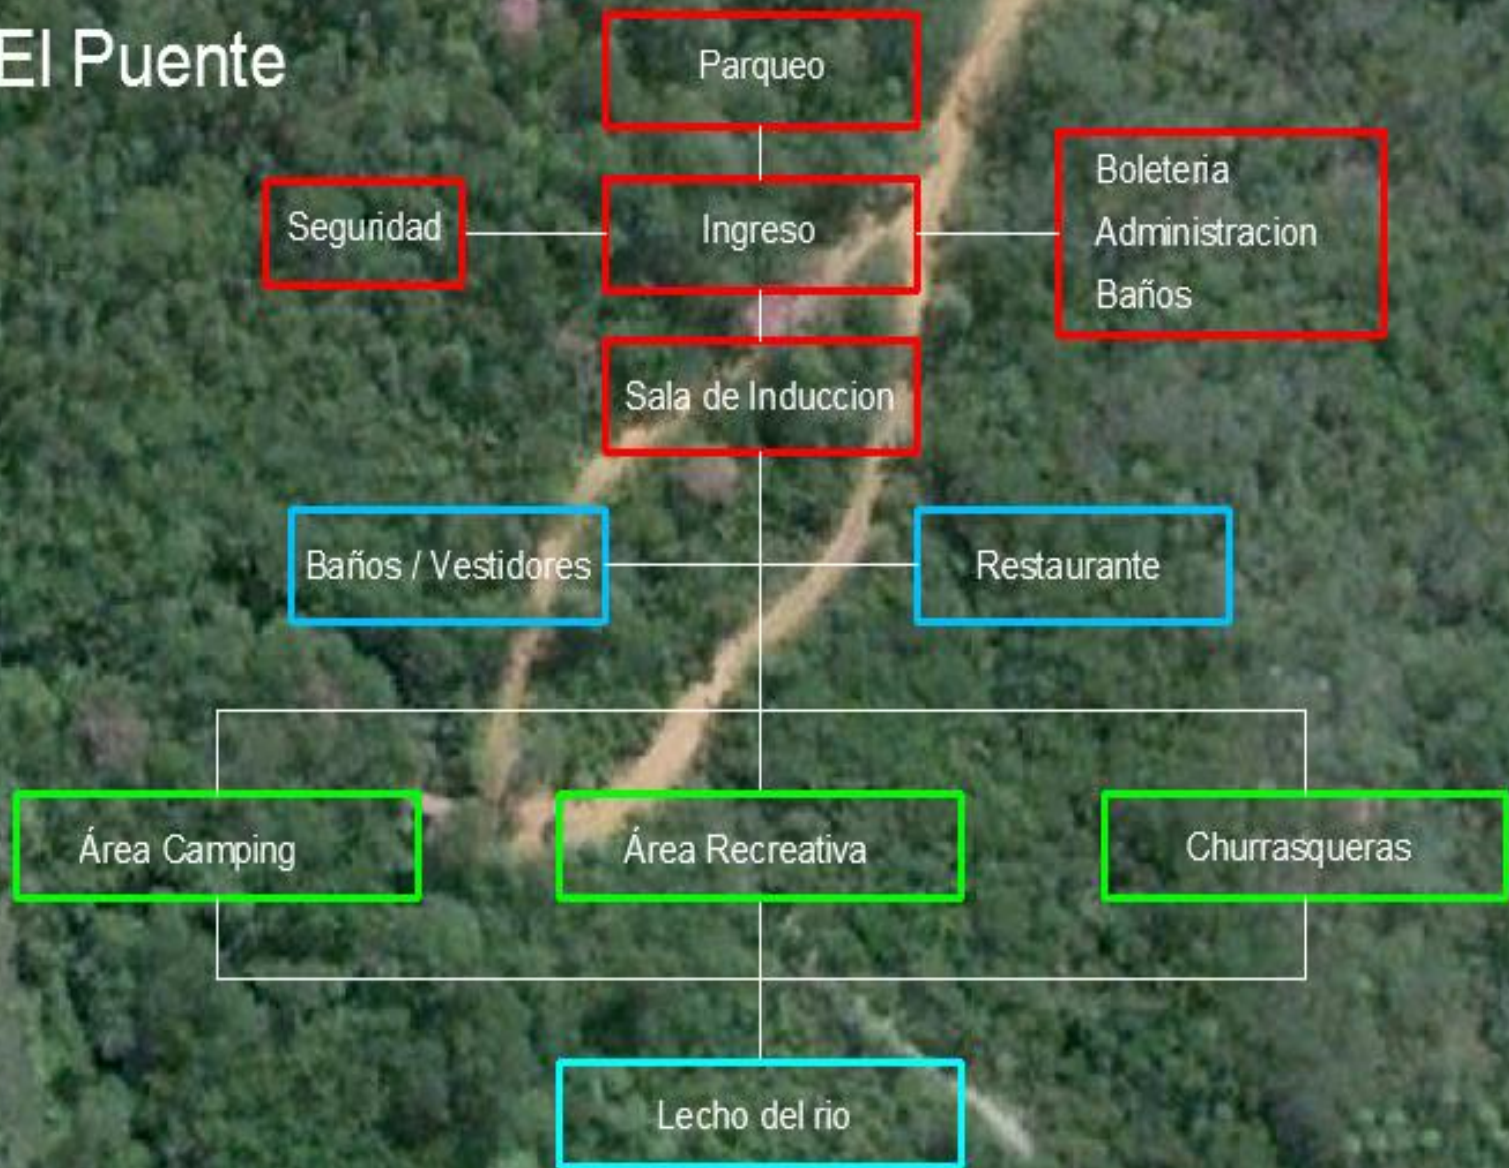 El Puente
Parqueo
Boleteria
Seguridad
Ingreso
Administracion
Baños
Sala de Induccion
Baños / Vestidores
Restaurante
Área Camping
Área Recreativa
Churrasqueras
Lecho del rio